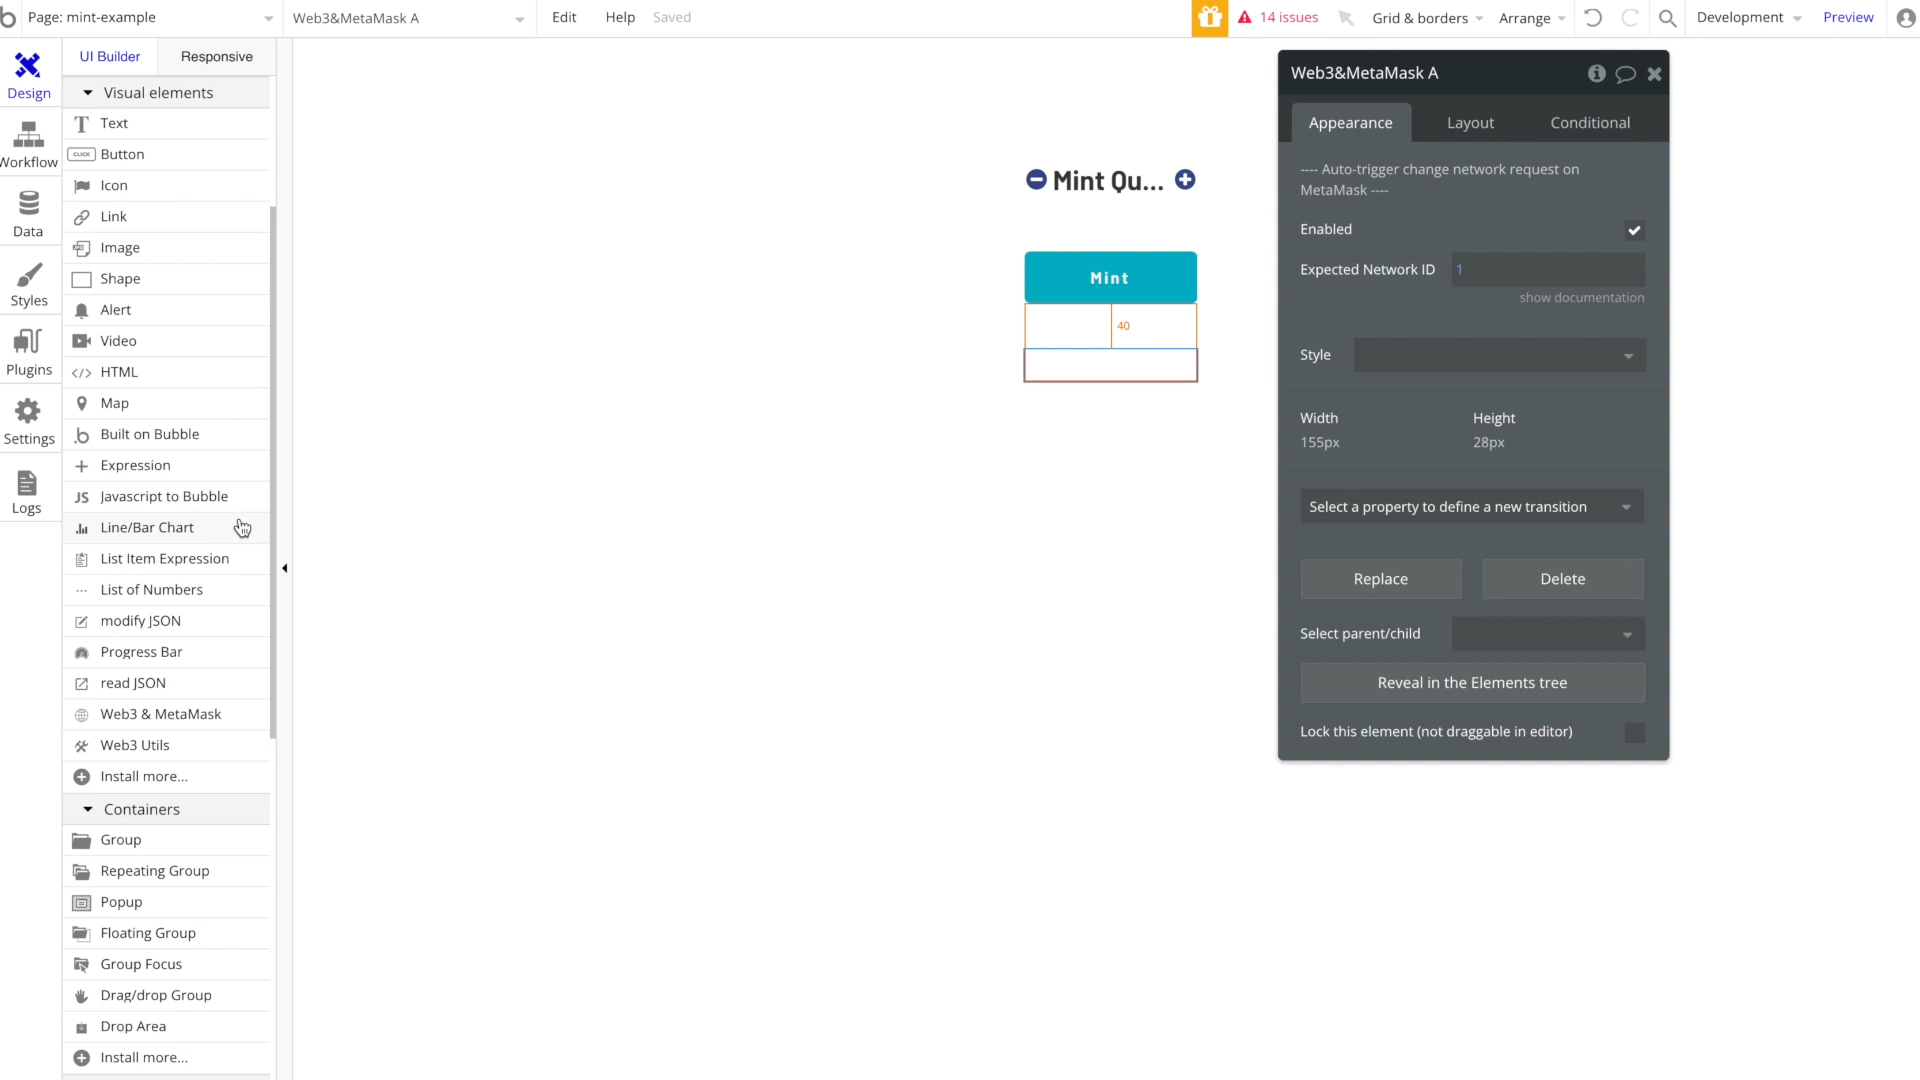 Page: mint-example
Web3&MetaMask A
Edit
Help
Saved
14 issues
Grid & borders
Arrange
Development
Preview
UI Builder
Responsive
Design
Workflow
Data
Styles
Plugins
Settings
Logs
Visual elements
Text
CLICK Button
Icon
Link
Image
Shape
Alert
Video
</> HTML
Map
Built on Bubble
Expression
JS Javascript to Bubble
Line/Bar Chart
List Item Expression
List of Numbers
modify JSON
Progress Bar
read JSON
Web3 & MetaMask
Web3 Utils
Install more...
Containers
Group
Repeating Group
Popup
Floating Group
Group Focus
Drag/drop Group
Drop Area
Install more...
Mint Qu...
Mint
40
Web3&MetaMask A
Appearance
Layout
Conditional
---- Auto-trigger change network request on
MetaMask ----
Enabled
Expected Network ID
1
show documentation
Style
Width
Height
155px
28px
Select a property to define a new transition
Replace
Delete
Select parent/child
Reveal in the Elements tree
Lock this element (not draggable in editor)